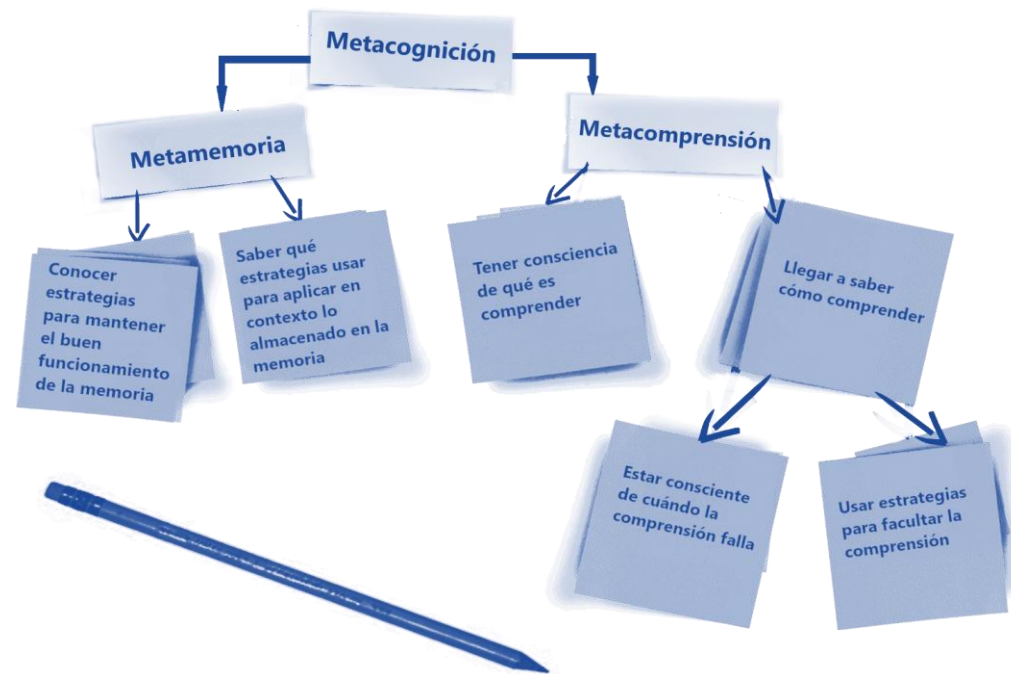 Metacognición
Metamemoria
Metacomprensión
Conocer
estrategias
para mantener
el buen
funcionamiento
de la memoria
Saber qué
estrategias usar
para aplicar en
contexto lo
almacenado en la
memoria
Tener consciencia
de qué es
comprender
Llegar a saber
cómo comprender
Estar consciente
de cuándo la
comprensión falla
Usar estrategias
para facultar la
comprensión